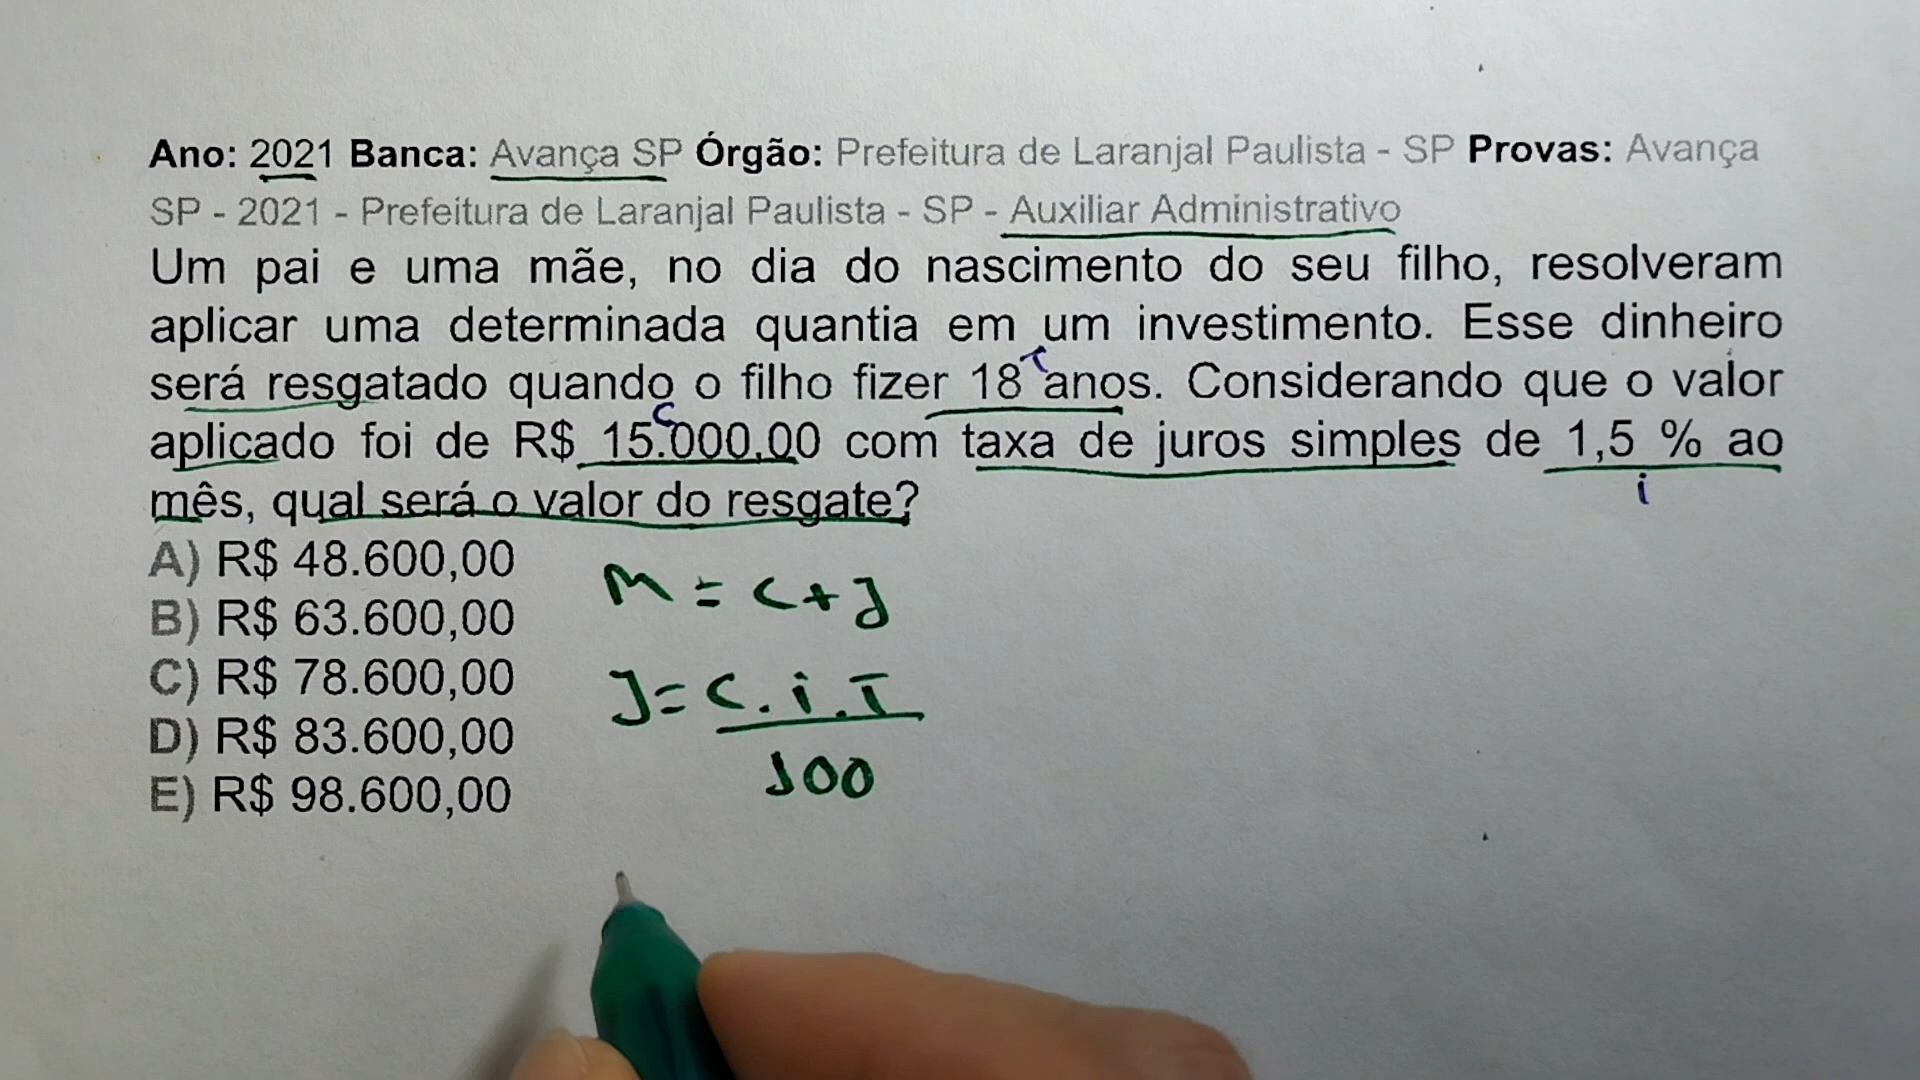 Ano: 2021 Banca: Avança SP Órgão: Prefeitura de Laranjal Paulista - SP Provas: Avança
SP - 2021 - Prefeitura de Laranjal Paulista - SP - Auxiliar Administrativo
Um pai e uma mãe, no dia do nascimento do seu filho, resolveram
aplicar uma determinada quantia em um investimento. Esse dinheiro
T
será resgatado quando o filho fizer 18 anos. Considerando que o valor
C
aplicado foi de R$ 15.000,00 com taxa de juros simples de 1,5 % ao
i
mês, qual será o valor do resgate?
A) R$ 48.600,00
B) R$ 63.600,00
C) R$ 78.600,00
D) R$ 83.600,00
E) R$ 98.600,00
M = C + J
J = C . i . T
100